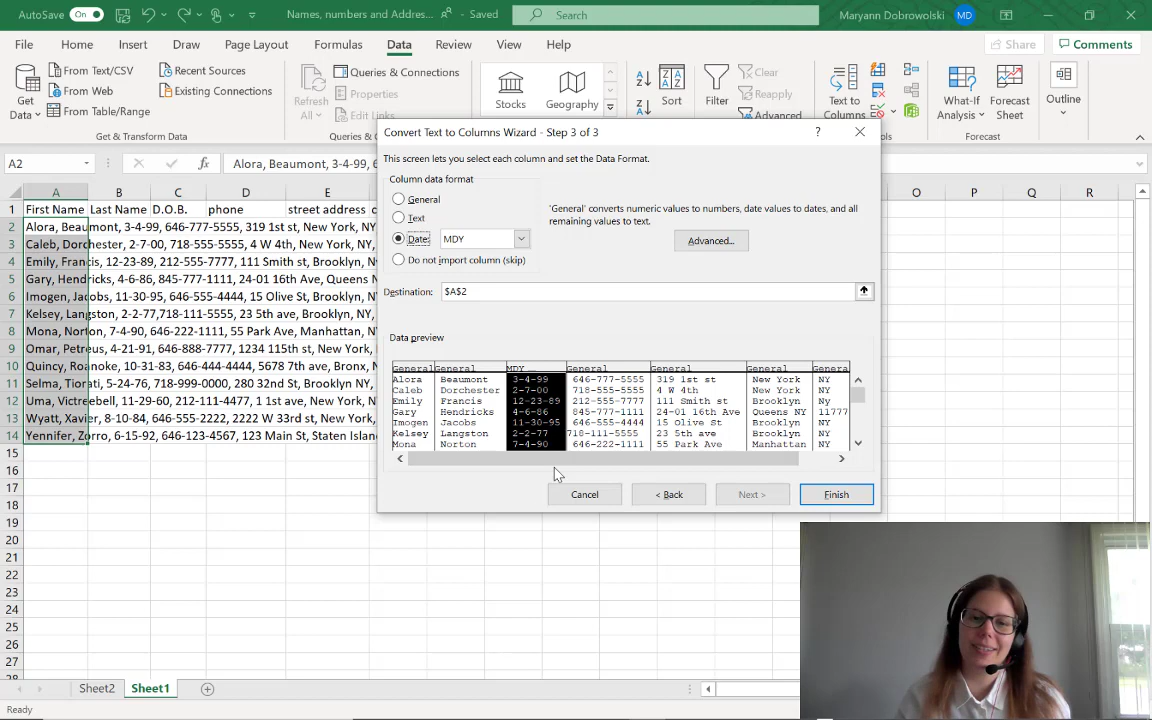 AutoSave On Names, numbers and Addres... Saved Search Maryann Dobrowolski MD
File Home Insert Draw Page Layout Formulas Data Review View Help Share Comments
Get Data
From Text/CSV
From Web
From Table/Range
Recent Sources
Existing Connections
Get & Transform Data
Refresh All
Queries & Connections
Properties
Edit Links
Queries &
Stocks
Geography
Sort
Filter
Clear
Reapply
Advanced
Text to Columns
What-If Analysis
Forecast Sheet
Forecast
Outline
A2 fx Alora, Beaumont, 3-4-99, 6
A B C D E O P Q R
1 First Name Last Name D.O.B. phone street address c
2 Alora, Beaumont, 3-4-99, 646-777-5555, 319 1st st, New York, N
3 Caleb, Dorchester, 2-7-00, 718-555-5555, 4 W 4th, New York, NY
4 Emily, Francis, 12-23-89, 212-555-7777, 111 Smith st, Brooklyn,
5 Gary, Hendricks, 4-6-86, 845-777-1111, 24-01 16th Ave, Queens N
6 Imogen, Jacobs, 11-30-95, 646-555-4444, 15 Olive St, Brooklyn,
7 Kelsey, Langston, 2-2-77,718-111-5555, 23 5th ave, Brooklyn, N
8 Mona, Norton, 7-4-90, 646-222-1111, 55 Park Ave, Manhattan, N
9 Omar, Petreus, 4-21-91, 646-888-7777, 1234 115th st, New York,
10 Quincy, Roanoke, 10-31-83, 646-444-4444, 5678 7th ave, Bronx,
11 Selma, Tiorati, 5-24-76, 718-999-0000, 280 32nd St, Brooklyn, N
12 Uma, Victreebell, 11-29-60, 212-111-4477, 1 1st ave, New York,
13 Wyatt, Xavier, 8-10-84, 646-555-2222, 2222 W 33rd st, New York,
14 Yennifer, Zorro, 6-15-92, 646-123-4567, 123 Main St, Staten Island
15
16
17
18
19
20
21
22
23
24
25
26
27
28
Convert Text to Columns Wizard - Step 3 of 3 ?
This screen lets you select each column and set the Data Format.
Column data format
General
Text
Date: MDY
Do not import column (skip)
'General' converts numeric values to numbers, date values to dates, and all
remaining values to text.
Advanced...
Destination: $A$2
Data preview
General General MDY General General General Genera
Alora Beaumont 3-4-99 646-777-5555 319 1st st New York NY
Caleb Dorchester 2-7-00 718-555-5555 4 W 4th New York NY
Emily Francis 12-23-89 212-555-7777 111 Smith st Brooklyn NY
Gary Hendricks 4-6-86 845-777-1111 24-01 16th Ave Queens NY 11777
Imogen Jacobs 11-30-95 646-555-4444 15 Olive St Brooklyn NY
Kelsey Langston 2-2-77 718-111-5555 23 5th ave Brooklyn NY
Mona Norton 7-4-90 646-222-1111 55 Park Ave Manhattan NY
Cancel < Back Next > Finish
Sheet2 Sheet1
Ready